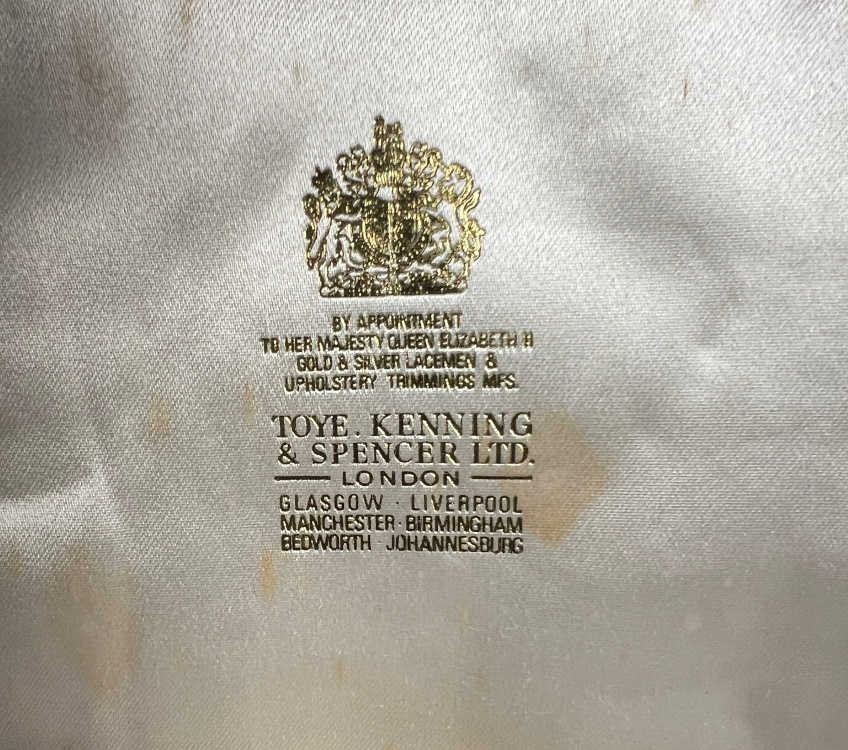 BY APPOINTMENT
TO HER MAJESTY QUEEN ELIZABETH II
GOLD & SILVER LACEMEN &
UPHOLSTERY TRIMMINGS MFS.
TOYE. KENNING
& SPENCER LTD.
LONDON
GLASGOW · LIVERPOOL
MANCHESTER · BIRMINGHAM
BEDWORTH · JOHANNESBURG